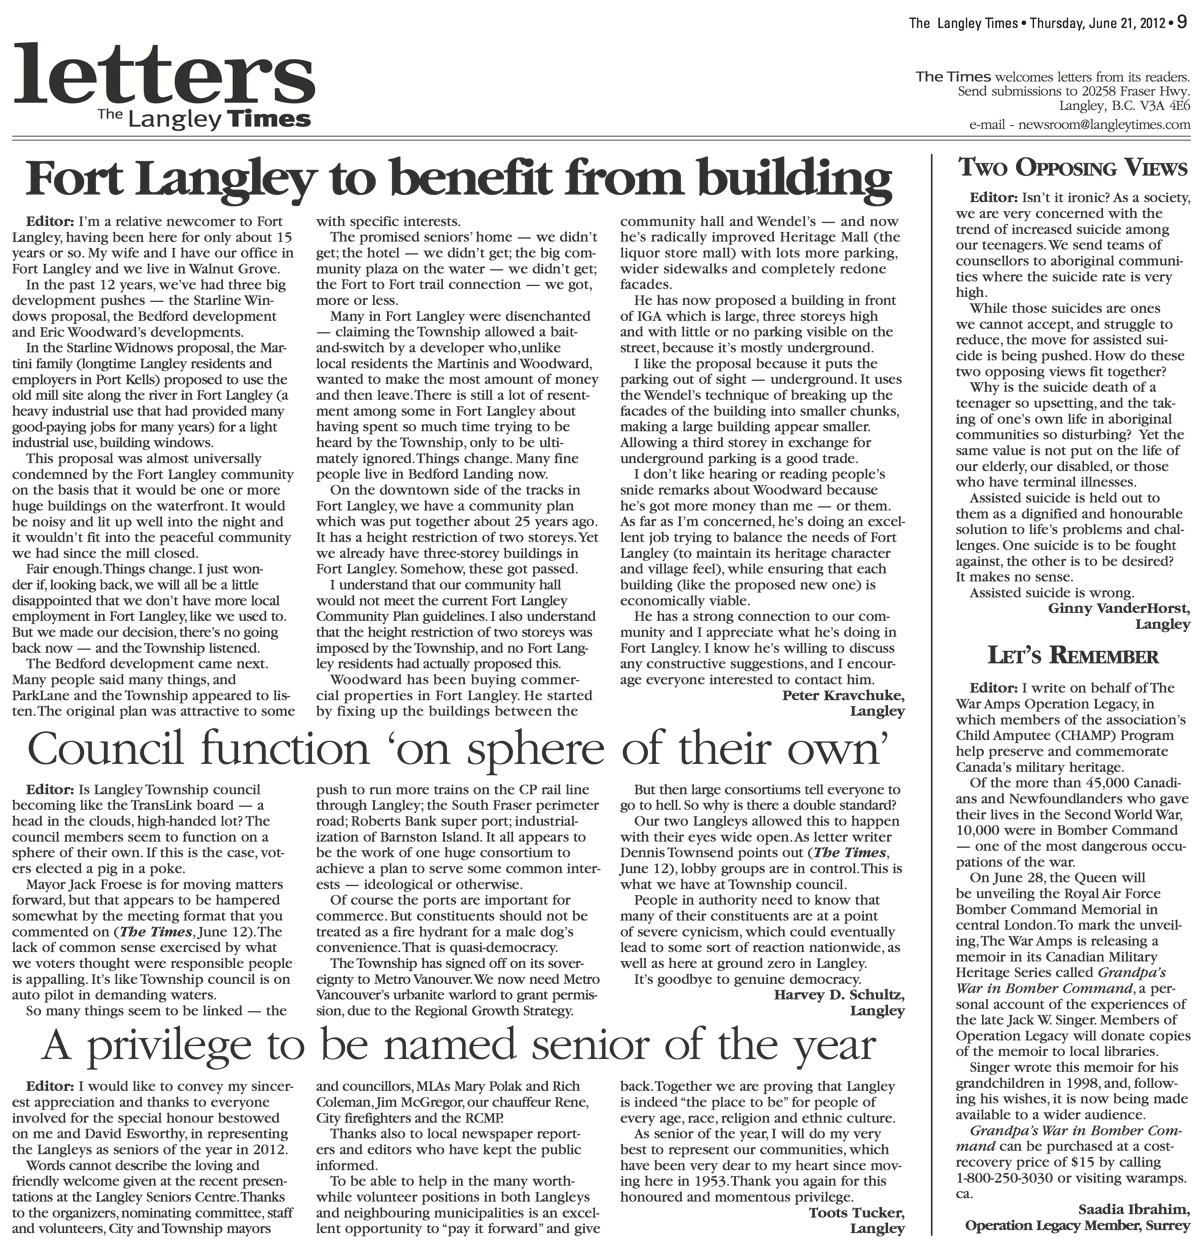 The Langley Times • Thursday, June 21, 2012 • 9
letters
The Langley Times
The Times welcomes letters from its readers.
Send submissions to 20258 Fraser Hwy.
Langley, B.C. V3A 4E6
e-mail - newsroom@langleytimes.com
Fort Langley to benefit from building
Editor: I'm a relative newcomer to Fort
Langley, having been here for only about 15
years or so. My wife and I have our office in
Fort Langley and we live in Walnut Grove.
In the past 12 years, we've had three big
development pushes — the Starline Win-
dows proposal, the Bedford development
and Eric Woodward's developments.
In the Starline Widnows proposal, the Mar-
tini family (longtime Langley residents and
employers in Port Kells) proposed to use the
old mill site along the river in Fort Langley (a
heavy industrial use that had provided many
good-paying jobs for many years) for a light
industrial use, building windows.
This proposal was almost universally
condemned by the Fort Langley community
on the basis that it would be one or more
huge buildings on the waterfront. It would
be noisy and lit up well into the night and
it wouldn't fit into the peaceful community
we had since the mill closed.
Fair enough. Things change. I just won-
der if, looking back, we will all be a little
disappointed that we don't have more local
employment in Fort Langley, like we used to.
But we made our decision, there's no going
back now — and the Township listened.
The Bedford development came next.
Many people said many things, and
ParkLane and the Township appeared to lis-
ten. The original plan was attractive to some
with specific interests.
The promised seniors' home — we didn't
get; the hotel — we didn't get; the big com-
munity plaza on the water — we didn't get;
the Fort to Fort trail connection — we got,
more or less.
Many in Fort Langley were disenchanted
— claiming the Township allowed a bait-
and-switch by a developer who, unlike
local residents the Martinis and Woodward,
wanted to make the most amount of money
and then leave. There is still a lot of resent-
ment among some in Fort Langley about
having spent so much time trying to be
heard by the Township, only to be ulti-
mately ignored. Things change. Many fine
people live in Bedford Landing now.
On the downtown side of the tracks in
Fort Langley, we have a community plan
which was put together about 25 years ago.
It has a height restriction of two storeys. Yet
we already have three-storey buildings in
Fort Langley. Somehow, these got passed.
I understand that our community hall
would not meet the current Fort Langley
Community Plan guidelines. I also understand
that the height restriction of two storeys was
imposed by the Township, and no Fort Lang-
ley residents had actually proposed this.
Woodward has been buying commer-
cial properties in Fort Langley. He started
by fixing up the buildings between the
community hall and Wendel's — and now
he's radically improved Heritage Mall (the
liquor store mall) with lots more parking,
wider sidewalks and completely redone
facades.
He has now proposed a building in front
of IGA which is large, three storeys high
and with little or no parking visible on the
street, because it's mostly underground.
I like the proposal because it puts the
parking out of sight — underground. It uses
the Wendel's technique of breaking up the
facades of the building into smaller chunks,
making a large building appear smaller.
Allowing a third storey in exchange for
underground parking is a good trade.
I don't like hearing or reading people's
snide remarks about Woodward because
he's got more money than me — or them.
As far as I'm concerned, he's doing an excel-
lent job trying to balance the needs of Fort
Langley (to maintain its heritage character
and village feel), while ensuring that each
building (like the proposed new one) is
economically viable.
He has a strong connection to our com-
munity and I appreciate what he's doing in
Fort Langley. I know he's willing to discuss
any constructive suggestions, and I encour-
age everyone interested to contact him.
Peter Kravchuke,
Langley
Council function 'on sphere of their own'
Editor: Is Langley Township council
becoming like the TransLink board — a
head in the clouds, high-handed lot? The
council members seem to function on a
sphere of their own. If this is the case, vot-
ers elected a pig in a poke.
Mayor Jack Froese is for moving matters
forward, but that appears to be hampered
somewhat by the meeting format that you
commented on (The Times, June 12). The
lack of common sense exercised by what
we voters thought were responsible people
is appalling. It's like Township council is on
auto pilot in demanding waters.
So many things seem to be linked — the
push to run more trains on the CP rail line
through Langley; the South Fraser perimeter
road; Roberts Bank super port; industrial-
ization of Barnston Island. It all appears to
be the work of one huge consortium to
achieve a plan to serve some common inter-
ests — ideological or otherwise.
Of course the ports are important for
commerce. But constituents should not be
treated as a fire hydrant for a male dog's
convenience. That is quasi-democracy.
The Township has signed off on its sover-
eignty to Metro Vanouver. We now need Metro
Vancouver's urbanite warlord to grant permis-
sion, due to the Regional Growth Strategy.
But then large consortiums tell everyone to
go to hell. So why is there a double standard?
Our two Langleys allowed this to happen
with their eyes wide open. As letter writer
Dennis Townsend points out (The Times,
June 12), lobby groups are in control. This is
what we have at Township council.
People in authority need to know that
many of their constituents are at a point
of severe cynicism, which could eventually
lead to some sort of reaction nationwide, as
well as here at ground zero in Langley.
It's goodbye to genuine democracy.
Harvey D. Schultz,
Langley
A privilege to be named senior of the year
Editor: I would like to convey my sincer-
est appreciation and thanks to everyone
involved for the special honour bestowed
on me and David Esworthy, in representing
the Langleys as seniors of the year in 2012.
Words cannot describe the loving and
friendly welcome given at the recent presen-
tations at the Langley Seniors Centre. Thanks
to the organizers, nominating committee, staff
and volunteers, City and Township mayors
and councillors, MLAs Mary Polak and Rich
Coleman, Jim McGregor, our chauffeur Rene,
City firefighters and the RCMP.
Thanks also to local newspaper report-
ers and editors who have kept the public
informed.
To be able to help in the many worth-
while volunteer positions in both Langleys
and neighbouring municipalities is an excel-
lent opportunity to "pay it forward" and give
back. Together we are proving that Langley
is indeed "the place to be" for people of
every age, race, religion and ethnic culture.
As senior of the year, I will do my very
best to represent our communities, which
have been very dear to my heart since mov-
ing here in 1953. Thank you again for this
honoured and momentous privilege.
Toots Tucker,
Langley
Two Opposing Views
Editor: Isn't it ironic? As a society,
we are very concerned with the
trend of increased suicide among
our teenagers. We send teams of
counsellors to aboriginal communi-
ties where the suicide rate is very
high.
While those suicides are ones
we cannot accept, and struggle to
reduce, the move for assisted sui-
cide is being pushed. How do these
two opposing views fit together?
Why is the suicide death of a
teenager so upsetting, and the tak-
ing of one's own life in aboriginal
communities so disturbing? Yet the
same value is not put on the life of
our elderly, our disabled, or those
who have terminal illnesses.
Assisted suicide is held out to
them as a dignified and honourable
solution to life's problems and chal-
lenges. One suicide is to be fought
against, the other is to be desired?
It makes no sense.
Assisted suicide is wrong.
Ginny VanderHorst,
Langley
Let's Remember
Editor: I write on behalf of The
War Amps Operation Legacy, in
which members of the association's
Child Amputee (CHAMP) Program
help preserve and commemorate
Canada's military heritage.
Of the more than 45,000 Canadi-
ans and Newfoundlanders who gave
their lives in the Second World War,
10,000 were in Bomber Command
— one of the most dangerous occu-
pations of the war.
On June 28, the Queen will
be unveiling the Royal Air Force
Bomber Command Memorial in
central London. To mark the unveil-
ing, The War Amps is releasing a
memoir in its Canadian Military
Heritage Series called Grandpa's
War in Bomber Command, a per-
sonal account of the experiences of
the late Jack W. Singer. Members of
Operation Legacy will donate copies
of the memoir to local libraries.
Singer wrote this memoir for his
grandchildren in 1998, and, follow-
ing his wishes, it is now being made
available to a wider audience.
Grandpa's War in Bomber Com-
mand can be purchased at a cost-
recovery price of $15 by calling
1-800-250-3030 or visiting waramps.
ca.
Saadia Ibrahim,
Operation Legacy Member, Surrey